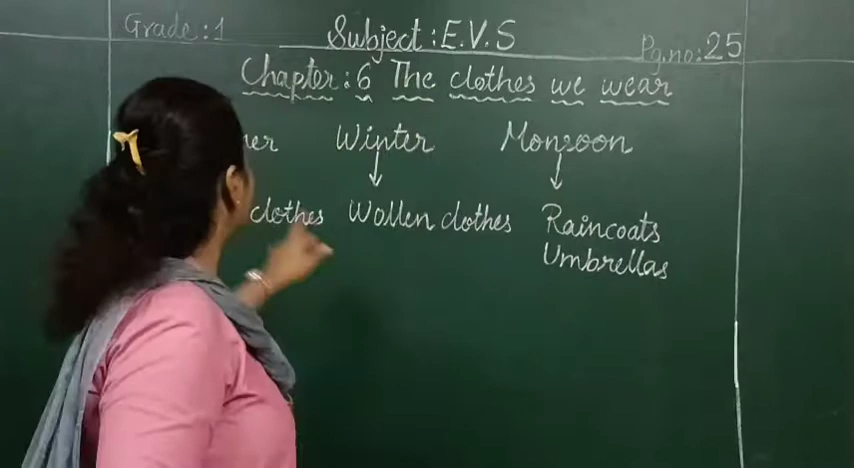 Grade:1 Subject: E.V.S Pg.no: 25
Chapter: 6 The clothes we wear
Winter Monsoon
clothes Wollen clothes Raincoats
Umbrellas